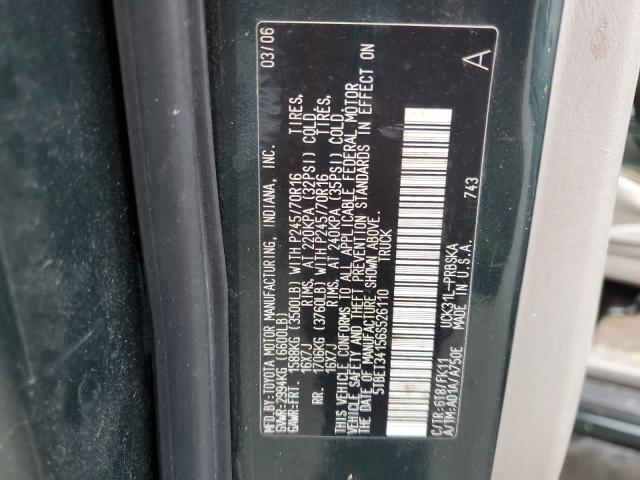 MFD.BY:TOYOTA MOTOR MANUFACTURING, INDIANA, INC. 03/06
GVWR:2994KG (6600LB)
GAWR:FRT. 1588KG (3500LB) WITH P245/70R16 TIRES,
16X7J RIMS, AT 220KPA (32PSI) COLD
RR. 1706KG (3760LB) WITH P245/70R16 TIRES,
16X7J RIMS, AT 240KPA (35PSI) COLD
THIS VEHICLE CONFORMS TO ALL APPLICABLE FEDERAL MOTOR
VEHICLE SAFETY AND THEFT PREVENTION STANDARDS IN EFFECT ON
THE DATE OF MANUFACTURE SHOWN ABOVE.
5TBET34156S526110 TRUCK A
UCK31L-PRBSKA 743
C/TR:618/FK11 MADE IN U.S.A.
A/TM:A01A/A750E